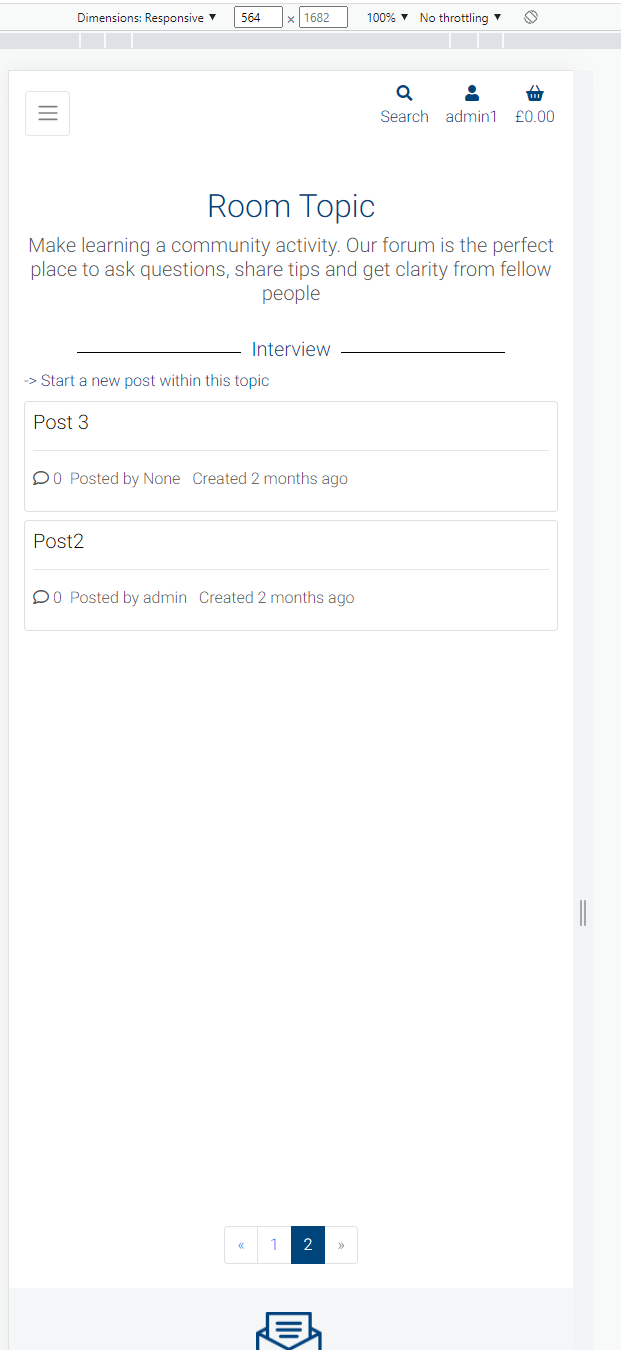 Dimensions: Responsive ▼ 564 × 1682 100% ▼ No throttling ▼
Search admin1 £0.00
Room Topic
Make learning a community activity. Our forum is the perfect
place to ask questions, share tips and get clarity from fellow
people
Interview
-> Start a new post within this topic
Post 3
0 Posted by None Created 2 months ago
Post2
0 Posted by admin Created 2 months ago
« 1 2 »